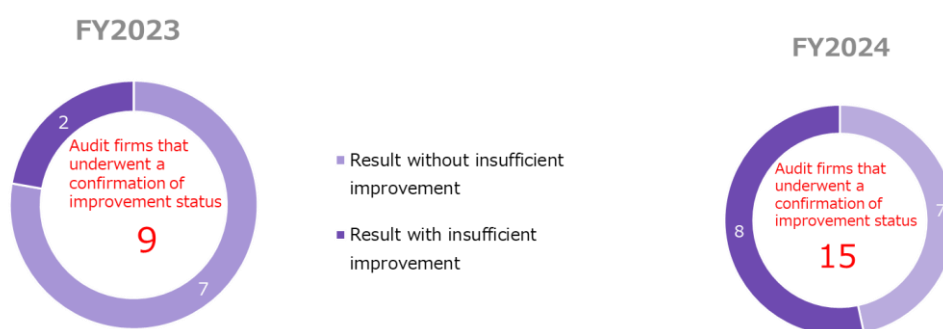 FY2023
2
Audit firms that
underwent a
confirmation of
improvement status
9
7
Result without insufficient
improvement
Result with insufficient
improvement
FY2024
Audit firms that
underwent a
confirmation of
improvement status
15
8
7